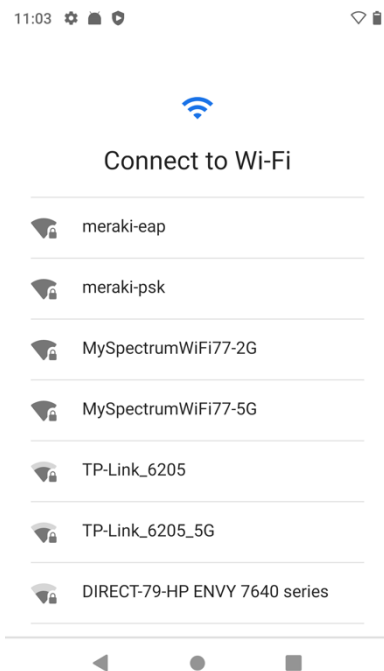 11:03
Connect to Wi-Fi
meraki-eap
meraki-psk
MySpectrumWiFi77-2G
MySpectrumWiFi77-5G
TP-Link_6205
TP-Link_6205_5G
DIRECT-79-HP ENVY 7640 series